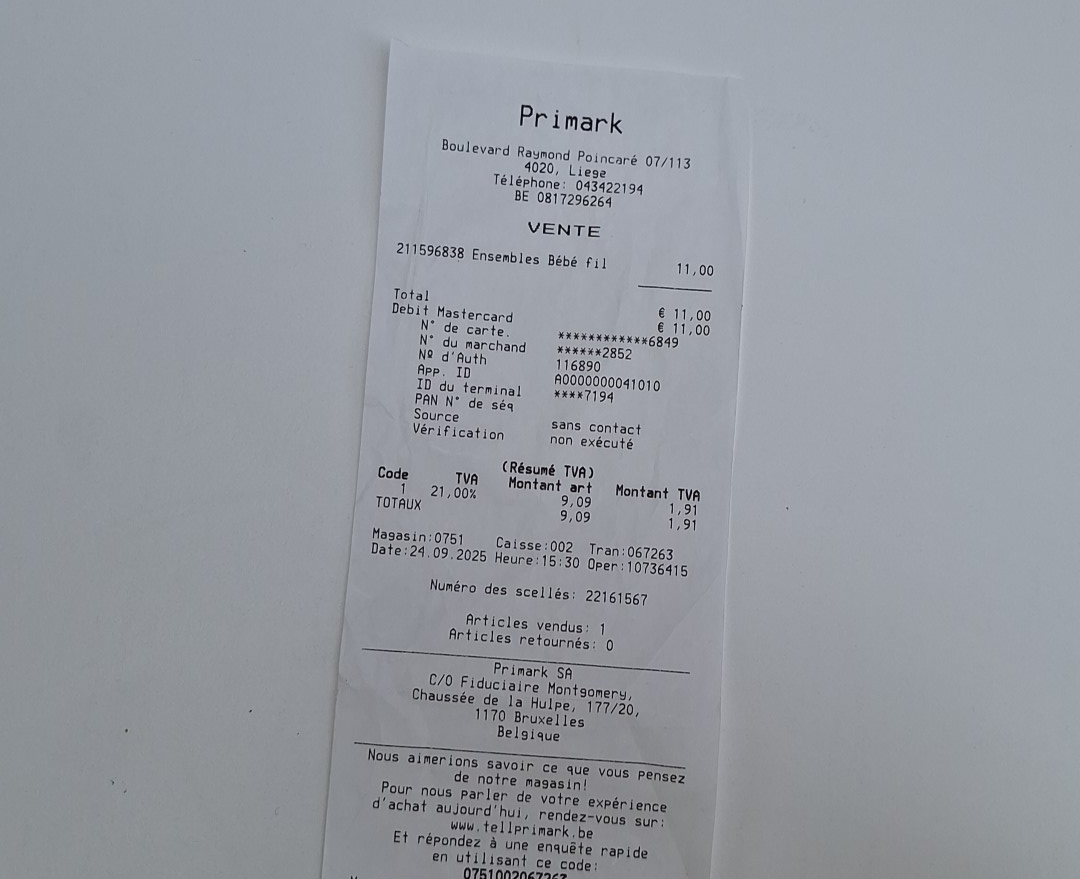 Primark
Boulevard Raymond Poincaré 07/113
4020, Liege
Téléphone: 043422194
BE 0817296264
VENTE
211596838 Ensembles Bébé fil 11,00
Total € 11,00
Debit Mastercard € 11,00
N° de carte. ************6849
N° du marchand ******2852
Nº d'Auth 116890
App. ID A0000000041010
ID du terminal ****7194
PAN N° de séq
Source sans contact
Vérification non exécuté
(Résumé TVA)
Code TVA Montant art Montant TVA
1 21,00% 9,09 1,91
TOTAUX 9,09 1,91
Magasin:0751 Caisse:002 Tran:067263
Date:24.09.2025 Heure:15:30 Oper:10736415
Numéro des scellés: 22161567
Articles vendus: 1
Articles retournés: 0
Primark SA
C/O Fiduciaire Montgomery,
Chaussée de la Hulpe, 177/20,
1170 Bruxelles
Belgique
Nous aimerions savoir ce que vous pensez
de notre magasin!
Pour nous parler de votre expérience
d'achat aujourd'hui, rendez-vous sur:
www.tellprimark.be
Et répondez à une enquête rapide
en utilisant ce code: